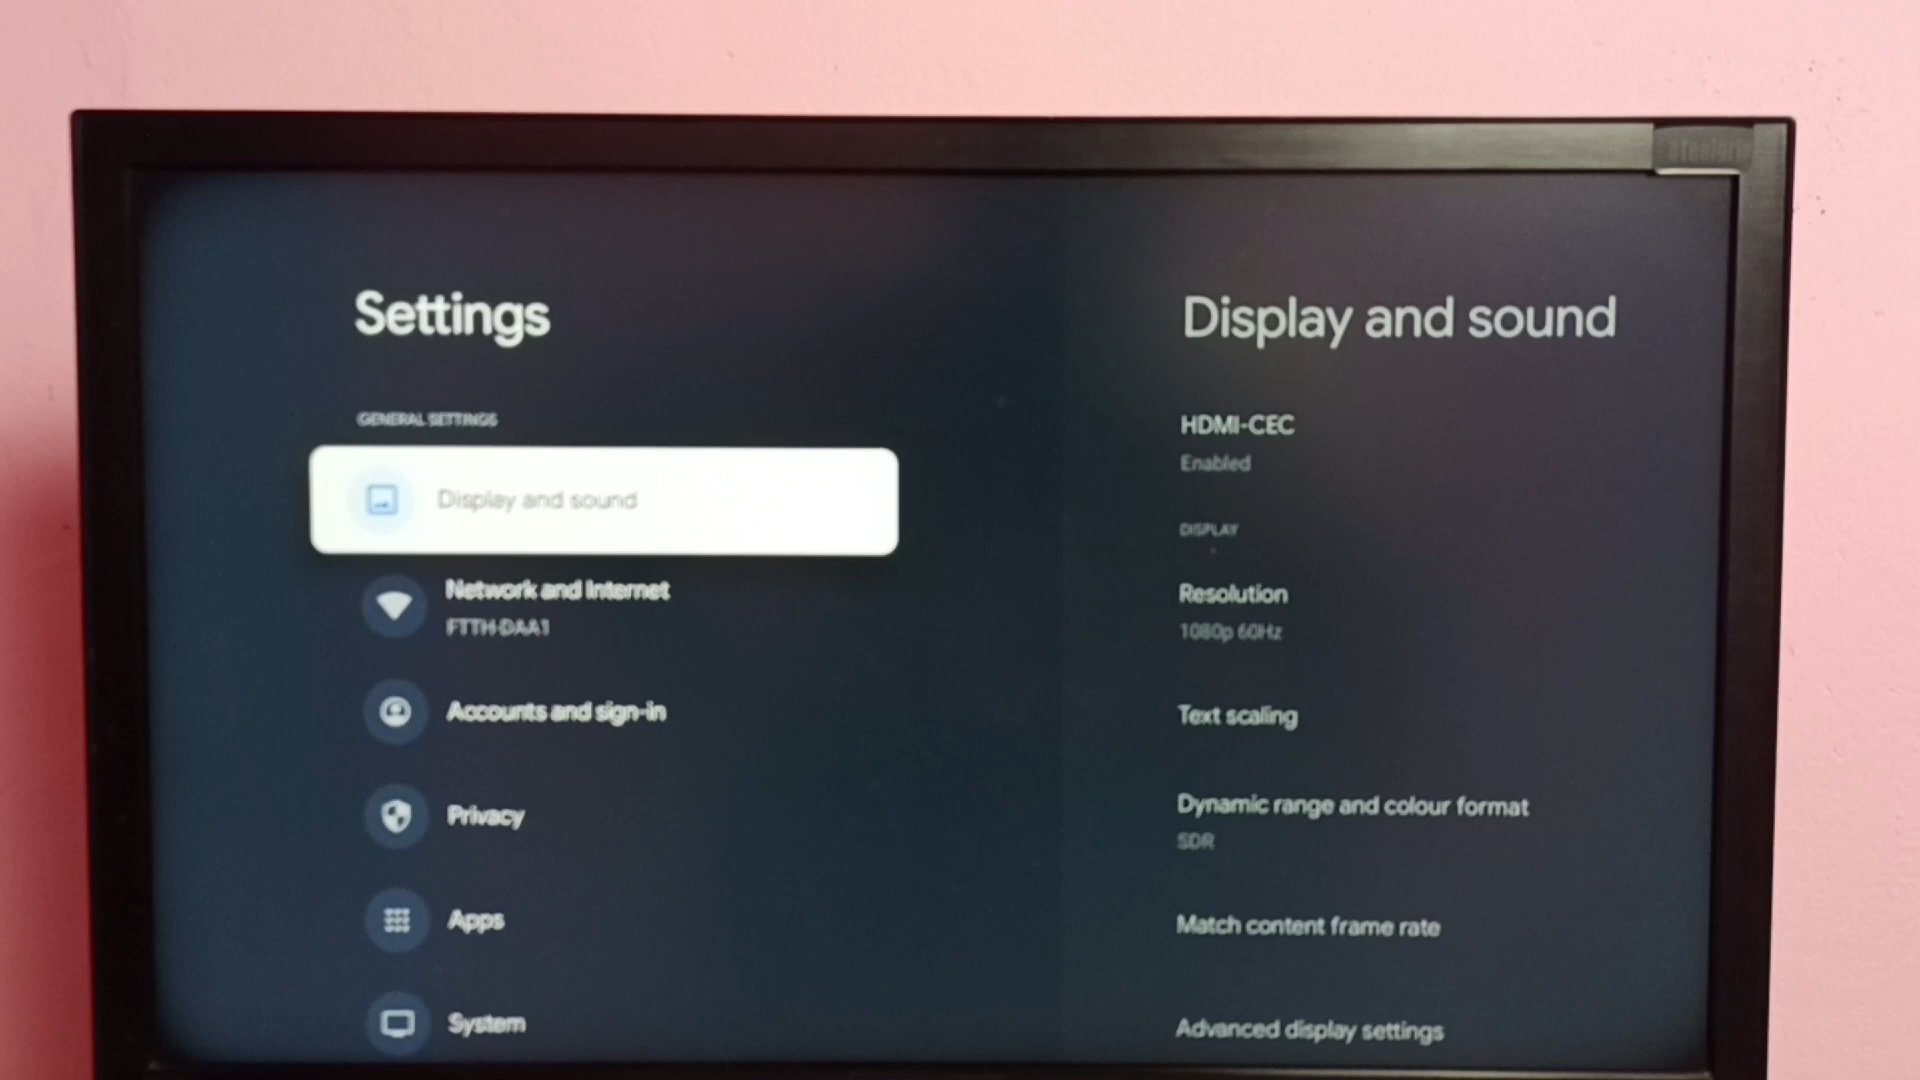 Settings
GENERAL SETTINGS
Display and sound
Network and Internet
FTTH-DAA1
Accounts and sign-in
Privacy
Apps
System
Display and sound
HDMI-CEC
Enabled
DISPLAY
Resolution
1080p 60Hz
Text scaling
Dynamic range and colour format
SDR
Match content frame rate
Advanced display settings